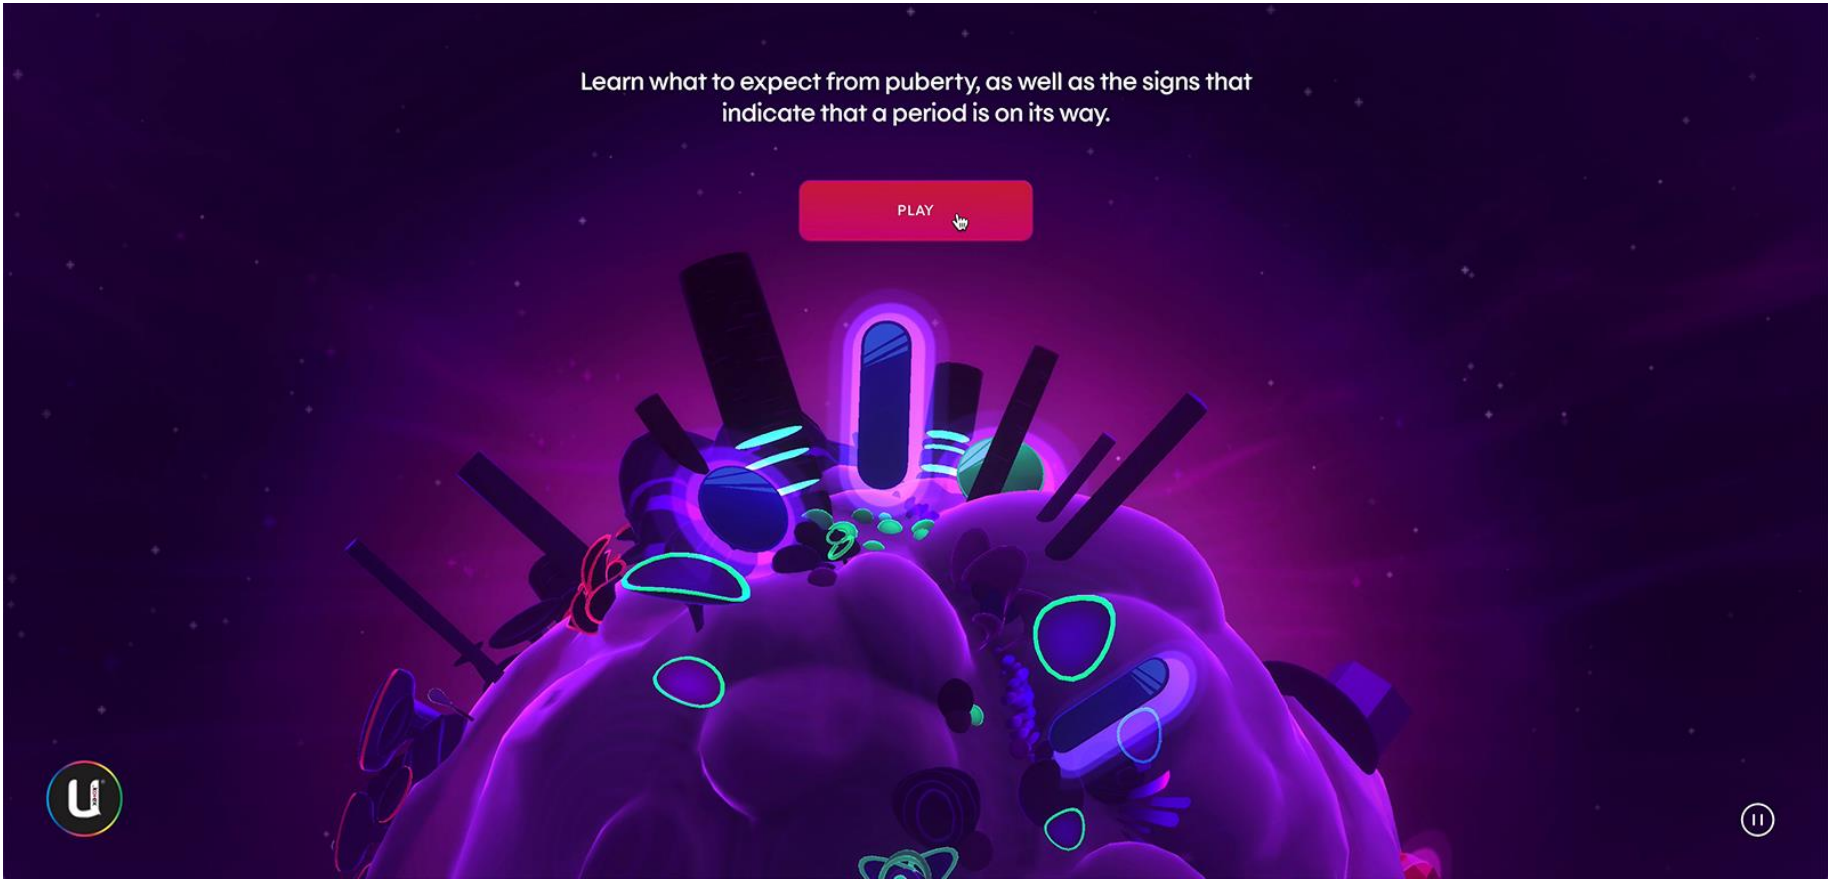 Learn what to expect from puberty, as well as the signs that
indicate that a period is on its way.
PLAY
U